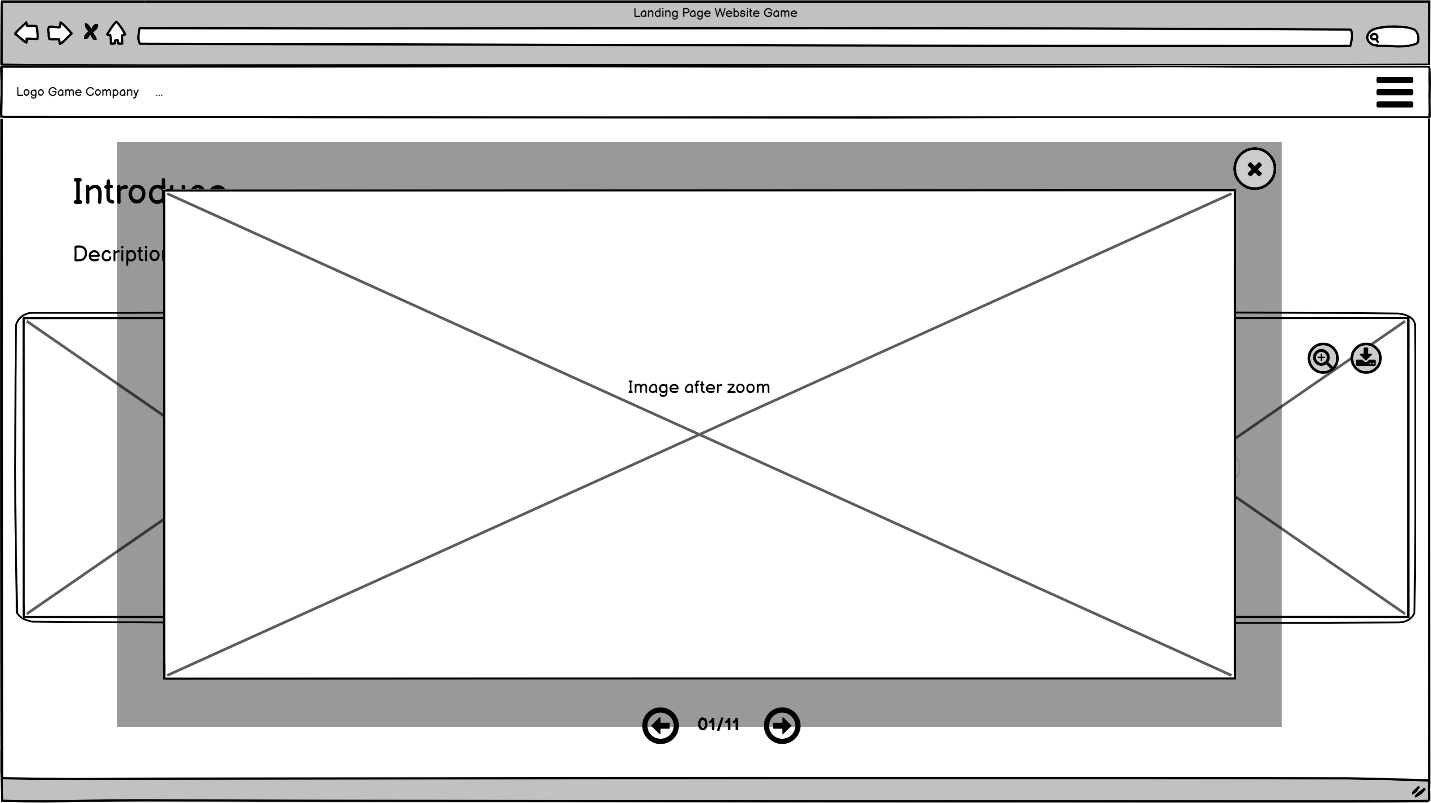 Landing Page Website Game
Logo Game Company ...
Image after zoom
01/11